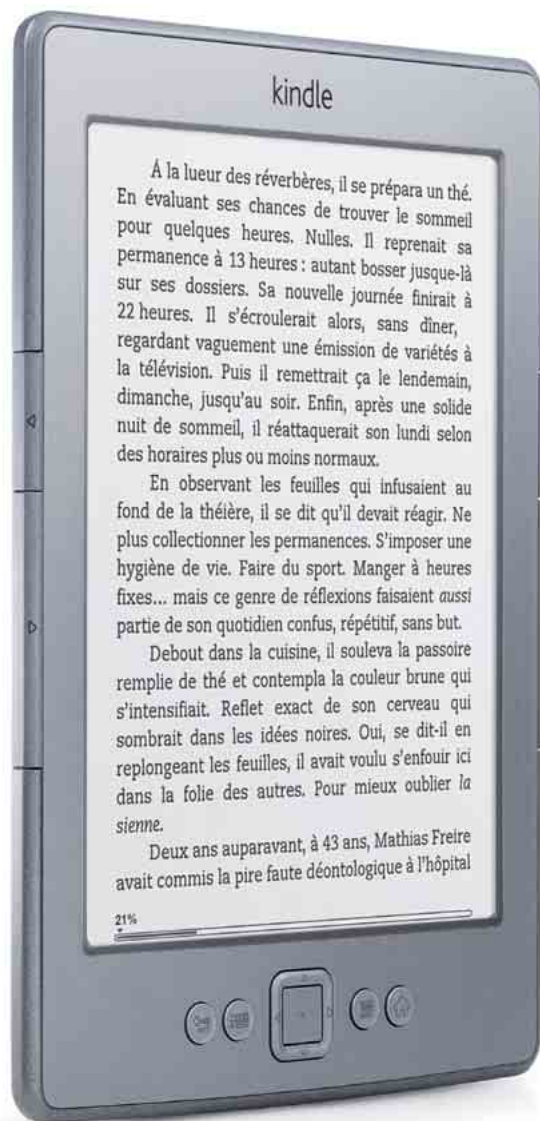 kindle
À la lueur des réverbères, il se prépara un thé.
En évaluant ses chances de trouver le sommeil
pour quelques heures. Nulles. Il reprenait sa
permanence à 13 heures : autant bosser jusque-là
sur ses dossiers. Sa nouvelle journée finirait à
22 heures. Il s'écroulerait alors, sans dîner,
regardant vaguement une émission de variétés à
la télévision. Puis il remettrait ça le lendemain,
dimanche, jusqu'au soir. Enfin, après une solide
nuit de sommeil, il réattaquerait son lundi selon
des horaires plus ou moins normaux.
En observant les feuilles qui infusaient au
fond de la théière, il se dit qu'il devait réagir. Ne
plus collectionner les permanences. S'imposer une
hygiène de vie. Faire du sport. Manger à heures
fixes... mais ce genre de réflexions faisaient aussi
partie de son quotidien confus, répétitif, sans but.
Debout dans la cuisine, il souleva la passoire
remplie de thé et contempla la couleur brune qui
s'intensifiait. Reflet exact de son cerveau qui
sombrait dans les idées noires. Oui, se dit-il en
replongeant les feuilles, il avait voulu s'enfouir ici
dans la folie des autres. Pour mieux oublier la
sienne.
Deux ans auparavant, à 43 ans, Mathias Freire
avait commis la pire faute déontologique à l'hôpital
21%